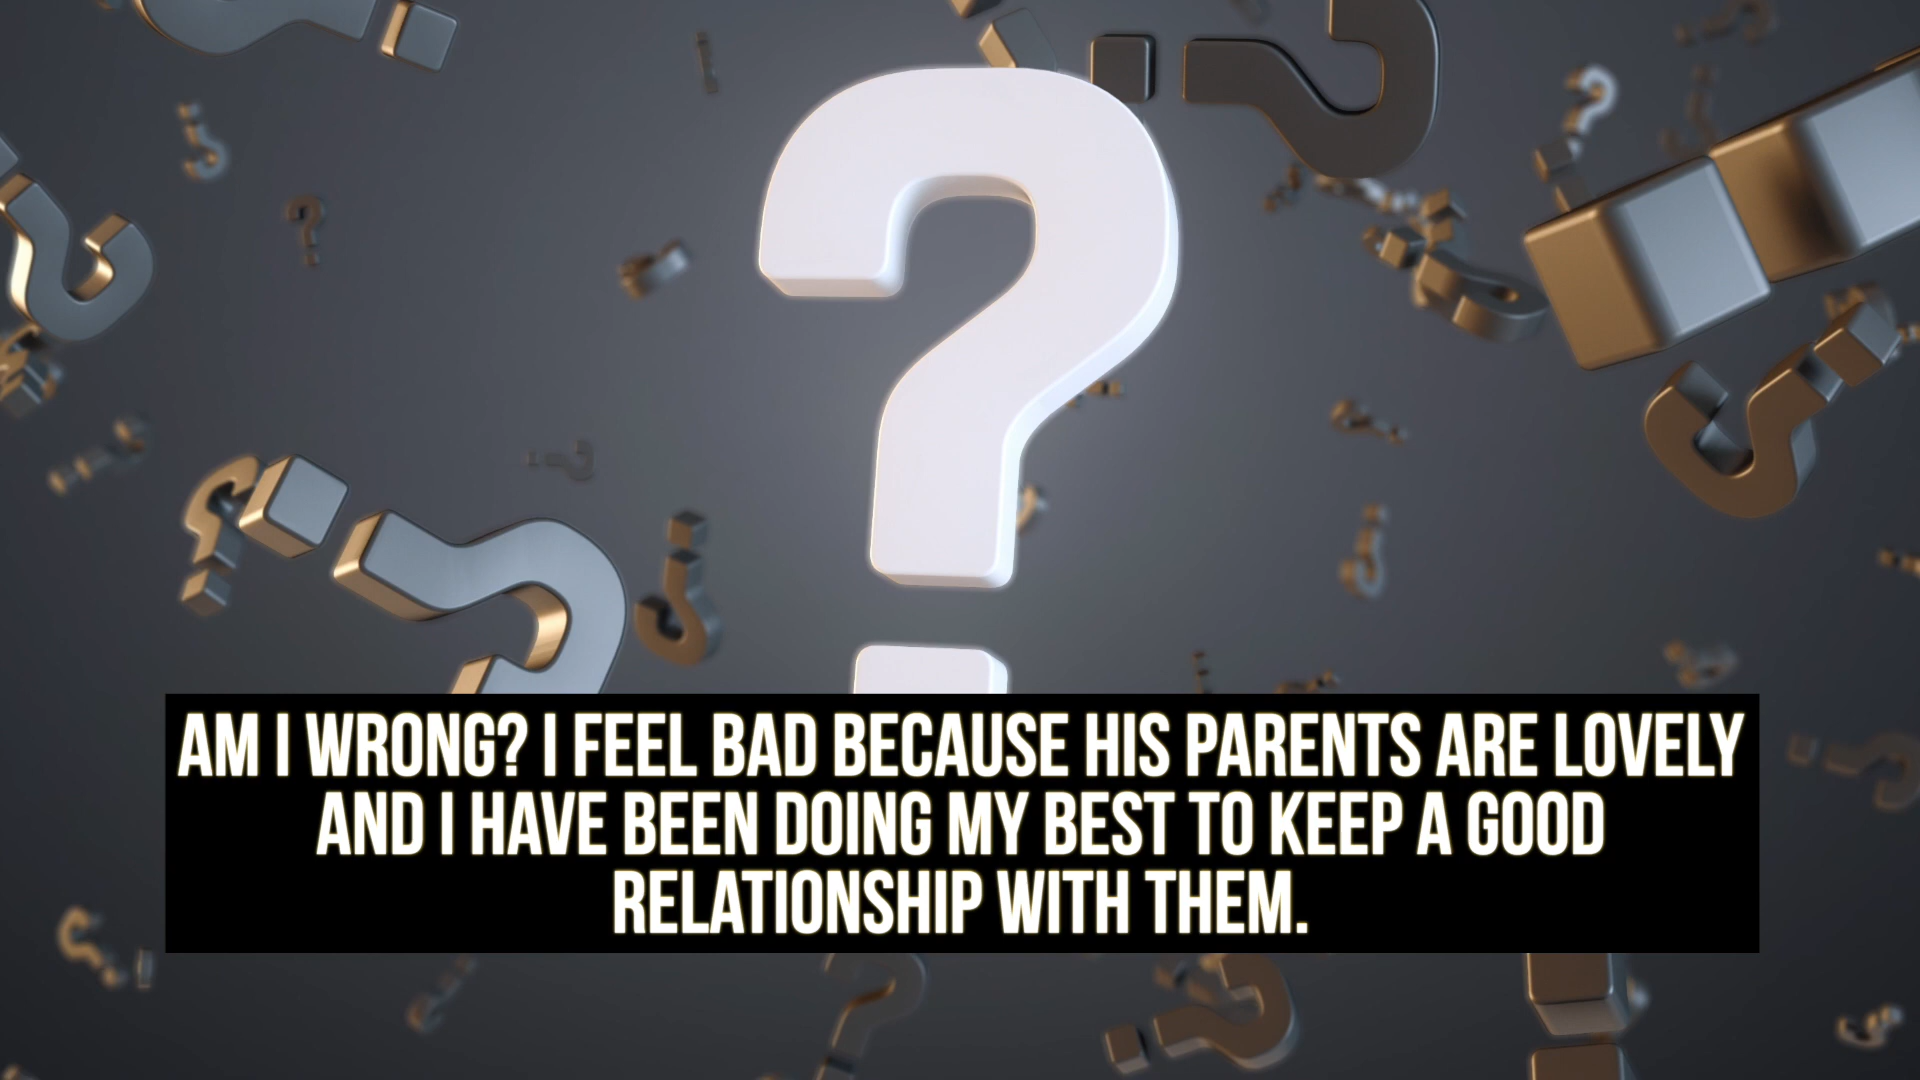 AM I WRONG? I FEEL BAD BECAUSE HIS PARENTS ARE LOVELY
AND I HAVE BEEN DOING MY BEST TO KEEP A GOOD
RELATIONSHIP WITH THEM.